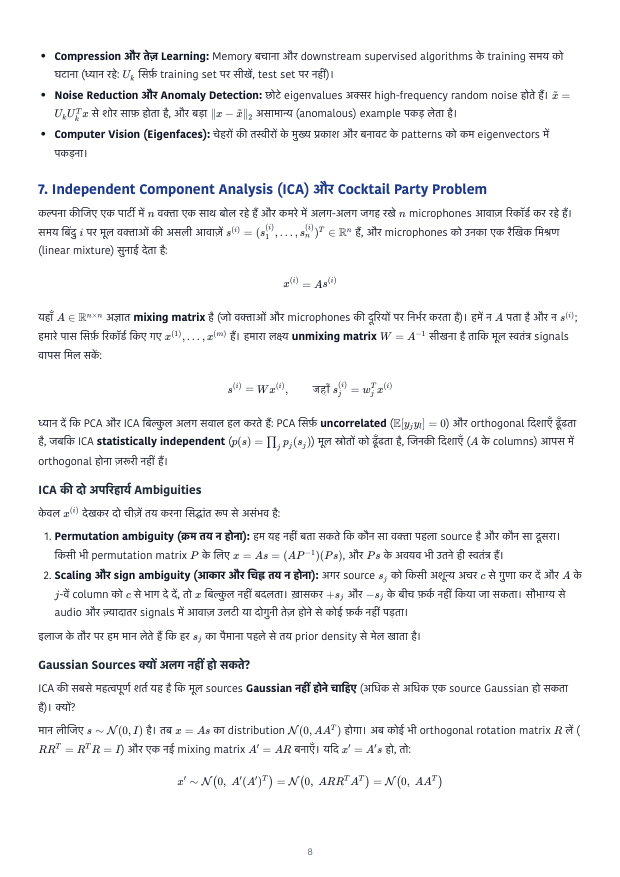 • Compression और तेज़ Learning: Memory बचाना और downstream supervised algorithms के training समय को
घटाना (ध्यान रहे: U_k सिर्फ़ training set पर सीखें, test set पर नहीं)।
• Noise Reduction और Anomaly Detection: छोटे eigenvalues अक्सर high-frequency random noise होते हैं। x̃ =
U_k U_k^T x से शोर साफ़ होता है, और बड़ा ‖x − x̃‖₂ असामान्य (anomalous) example पकड़ लेता है।
• Computer Vision (Eigenfaces): चेहरों की तस्वीरों के मुख्य प्रकाश और बनावट के patterns को कम eigenvectors में
पकड़ना।
7. Independent Component Analysis (ICA) और Cocktail Party Problem
कल्पना कीजिए एक पार्टी में n वक्ता एक साथ बोल रहे हैं और कमरे में अलग-अलग जगह रखे n microphones आवाज़ रिकॉर्ड कर रहे हैं।
समय बिंदु i पर मूल वक्ताओं की असली आवाज़ें s^(i) = (s_1^(i), . . . , s_n^(i))^T ∈ ℝ^n हैं, और microphones को उनका एक रैखिक मिश्रण
(linear mixture) सुनाई देता है:
x^(i) = As^(i)
यहाँ A ∈ ℝ^{n×n} अज्ञात mixing matrix है (जो वक्ताओं और microphones की दूरियों पर निर्भर करता है)। हमें न A पता है और न s^(i);
हमारे पास सिर्फ़ रिकॉर्ड किए गए x^(1), . . . , x^(m) हैं। हमारा लक्ष्य unmixing matrix W = A^{−1} सीखना है ताकि मूल स्वतंत्र signals
वापस मिल सकें:
s^(i) = Wx^(i), जहाँ s_j^(i) = w_j^T x^(i)
ध्यान दें कि PCA और ICA बिल्कुल अलग सवाल हल करते हैं: PCA सिर्फ़ uncorrelated (𝔼[y_j y_l] = 0) और orthogonal दिशाएँ ढूँढता
है, जबकि ICA statistically independent (p(s) = ∏_j p_j(s_j)) मूल स्रोतों को ढूँढता है, जिनकी दिशाएँ (A के columns) आपस में
orthogonal होना ज़रूरी नहीं हैं।
ICA की दो अपरिहार्य Ambiguities
केवल x^(i) देखकर दो चीज़ें तय करना सिद्धांत रूप से असंभव है:
1. Permutation ambiguity (क्रम तय न होना): हम यह नहीं बता सकते कि कौन सा वक्ता पहला source है और कौन सा दूसरा।
किसी भी permutation matrix P के लिए x = As = (AP^{−1})(Ps), और Ps के अवयव भी उतने ही स्वतंत्र हैं।
2. Scaling और sign ambiguity (आकार और चिह्न तय न होना): अगर source s_j को किसी अशून्य अचर c से गुणा कर दें और A के
j-वें column को c से भाग दे दें, तो x बिल्कुल नहीं बदलता। ख़ासकर +s_j और −s_j के बीच फ़र्क नहीं किया जा सकता। सौभाग्य से
audio और ज़्यादातर signals में आवाज़ उलटी या दोगुनी तेज़ होने से कोई फ़र्क नहीं पड़ता।
इलाज के तौर पर हम मान लेते हैं कि हर s_j का पैमाना पहले से तय prior density से मेल खाता है।
Gaussian Sources क्यों अलग नहीं हो सकते?
ICA की सबसे महत्वपूर्ण शर्त यह है कि मूल sources Gaussian नहीं होने चाहिए (अधिक से अधिक एक source Gaussian हो सकता
है)। क्यों?
मान लीजिए s ∼ 𝒩(0, I) है। तब x = As का distribution 𝒩(0, AA^T) होगा। अब कोई भी orthogonal rotation matrix R लें (
RR^T = R^T R = I) और एक नई mixing matrix A′ = AR बनाएँ। यदि x′ = A′s हो, तो:
x′ ∼ 𝒩(0, A′(A′)^T) = 𝒩(0, ARR^T A^T) = 𝒩(0, AA^T)
8